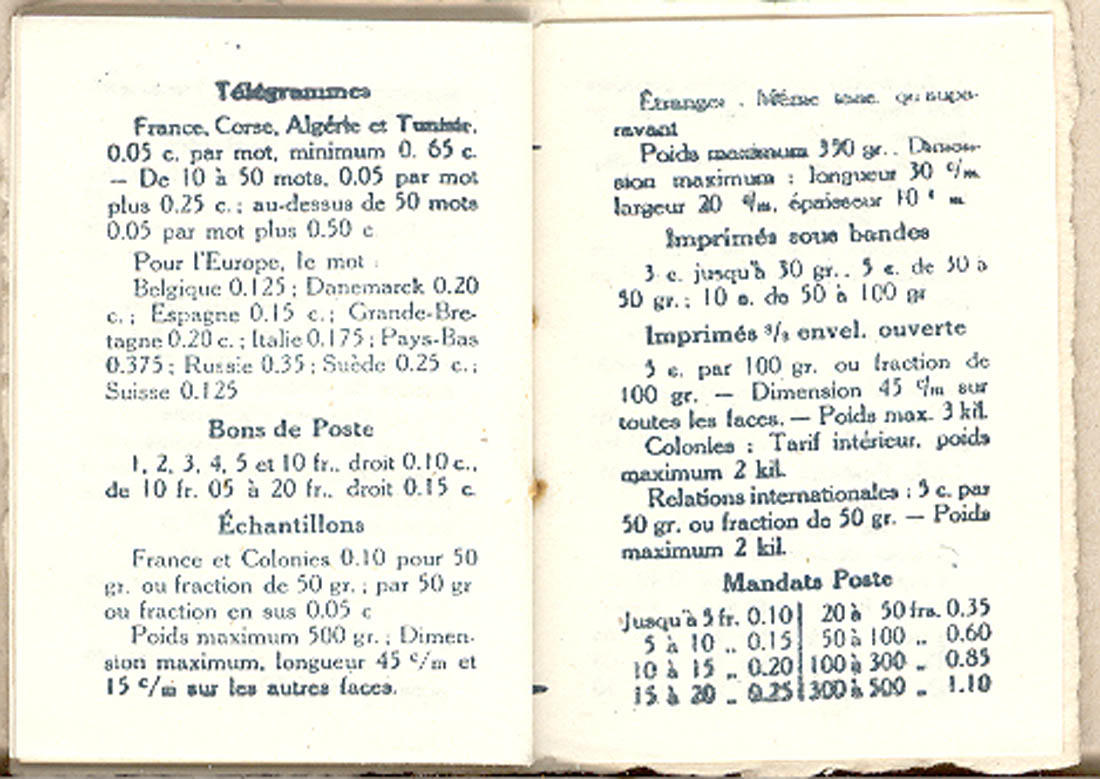 Télégrammes
France, Corse, Algérie et Tunisie,
0.05 c. par mot, minimum 0. 65 c.
— De 10 à 50 mots, 0.05 par mot
plus 0.25 c.; au-dessus de 50 mots
0.05 par mot plus 0.50 c
Pour l'Europe, le mot :
Belgique 0.125 ; Danemarck 0.20
c. ; Espagne 0.15 c. ; Grande-Bre-
tagne 0.20 c. ; Italie 0.175 ; Pays-Bas
0.375 ; Russie 0.35 ; Suède 0.25 c. ;
Suisse 0.125
Bons de Poste
1, 2, 3, 4, 5 et 10 fr., droit 0.10 c.,
de 10 fr. 05 à 20 fr., droit 0.15 c.
Échantillons
France et Colonies 0.10 pour 50
gr. ou fraction de 50 gr. ; par 50 gr
ou fraction en sus 0.05 c
Poids maximum 500 gr. ; Dimen-
sion maximum, longueur 45 c/m et
15 c/m sur les autres faces.
Étranger . Même taxe qu'aupa-
ravant
Poids maximum 350 gr. . Dimen-
sion maximum : longueur 30 c/m
largeur 20 c/m, épaisseur 10 c m
Imprimés sous bandes
3 c. jusqu'à 30 gr. . 5 c. de 30 à
50 gr. ; 10 c. de 50 à 100 gr
Imprimés s/s envel. ouverte
5 c. par 100 gr. ou fraction de
100 gr. — Dimension 45 c/m sur
toutes les faces. — Poids max. 3 kil.
Colonies : Tarif intérieur, poids
maximum 2 kil.
Relations internationales : 5 c. par
50 gr. ou fraction de 50 gr. — Poids
maximum 2 kil.
Mandats Poste
Jusqu'à 5 fr. 0.10 | 20 à 50 frs. 0.35
5 à 10 „ 0.15 | 50 à 100 „ 0.60
10 à 15 „ 0.20 | 100 à 300 „ 0.85
15 à 20 „ 0.25 | 300 à 500 „ 1.10